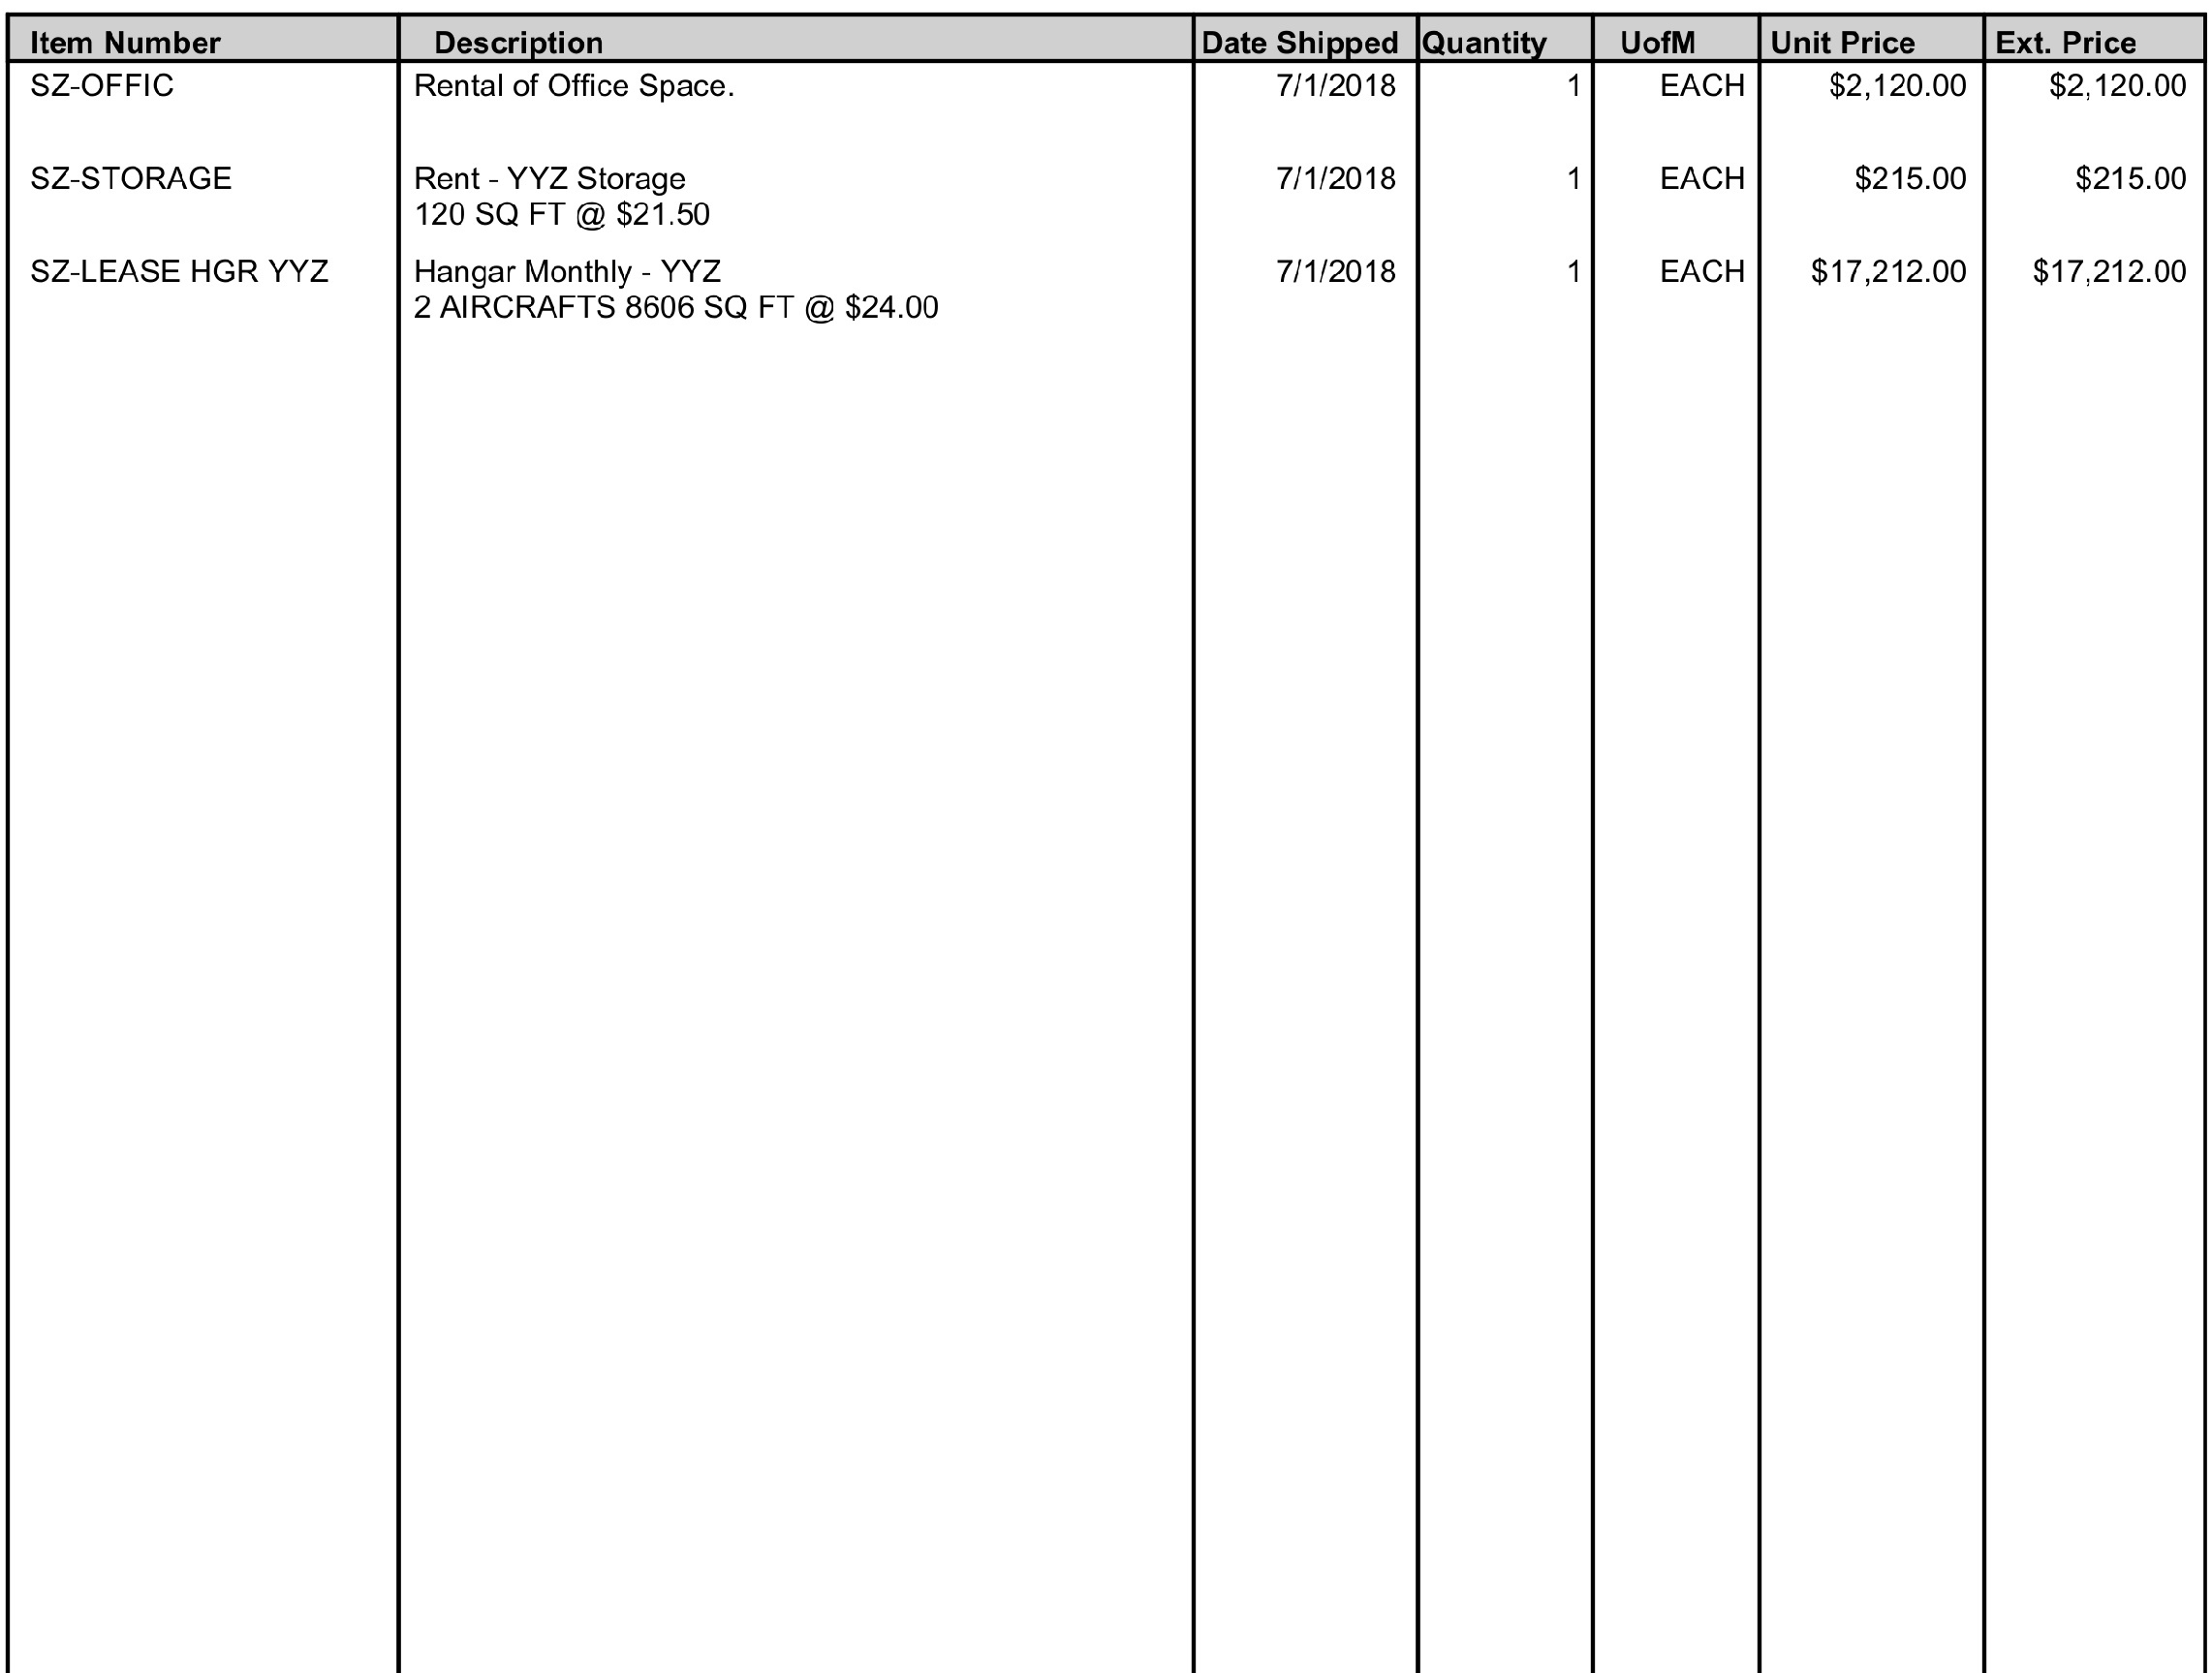 Item Number Description Date Shipped Quantity UofM Unit Price Ext. Price
SZ-OFFIC Rental of Office Space. 7/1/2018 1 EACH $2,120.00 $2,120.00
SZ-STORAGE Rent - YYZ Storage 7/1/2018 1 EACH $215.00 $215.00
120 SQ FT @ $21.50
SZ-LEASE HGR YYZ Hangar Monthly - YYZ 7/1/2018 1 EACH $17,212.00 $17,212.00
2 AIRCRAFTS 8606 SQ FT @ $24.00